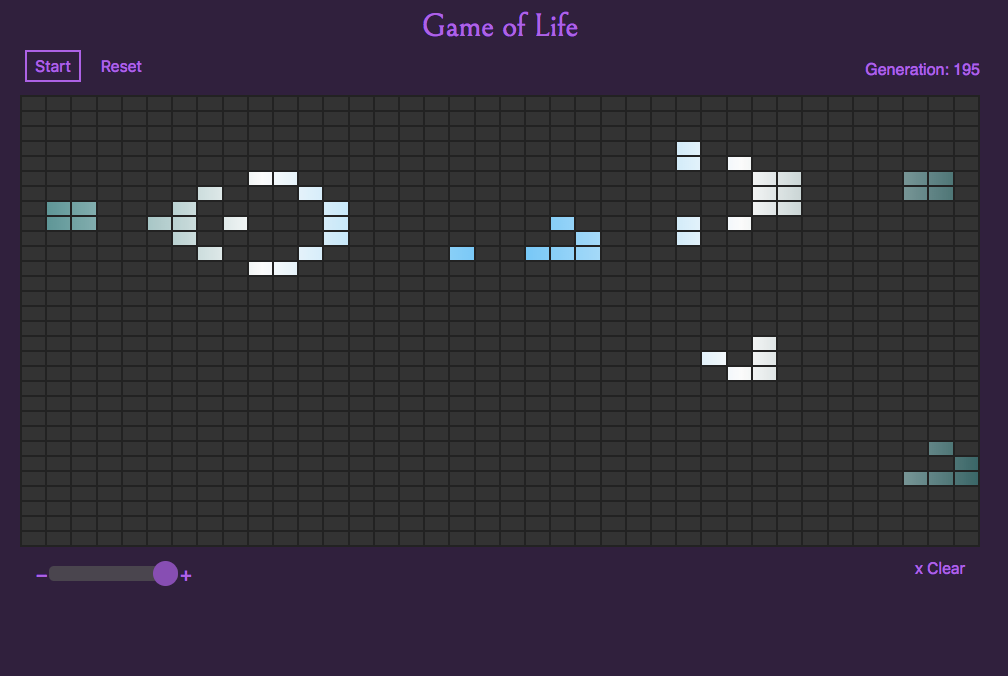 Game of Life
Start Reset
Generation: 195
– +
x Clear